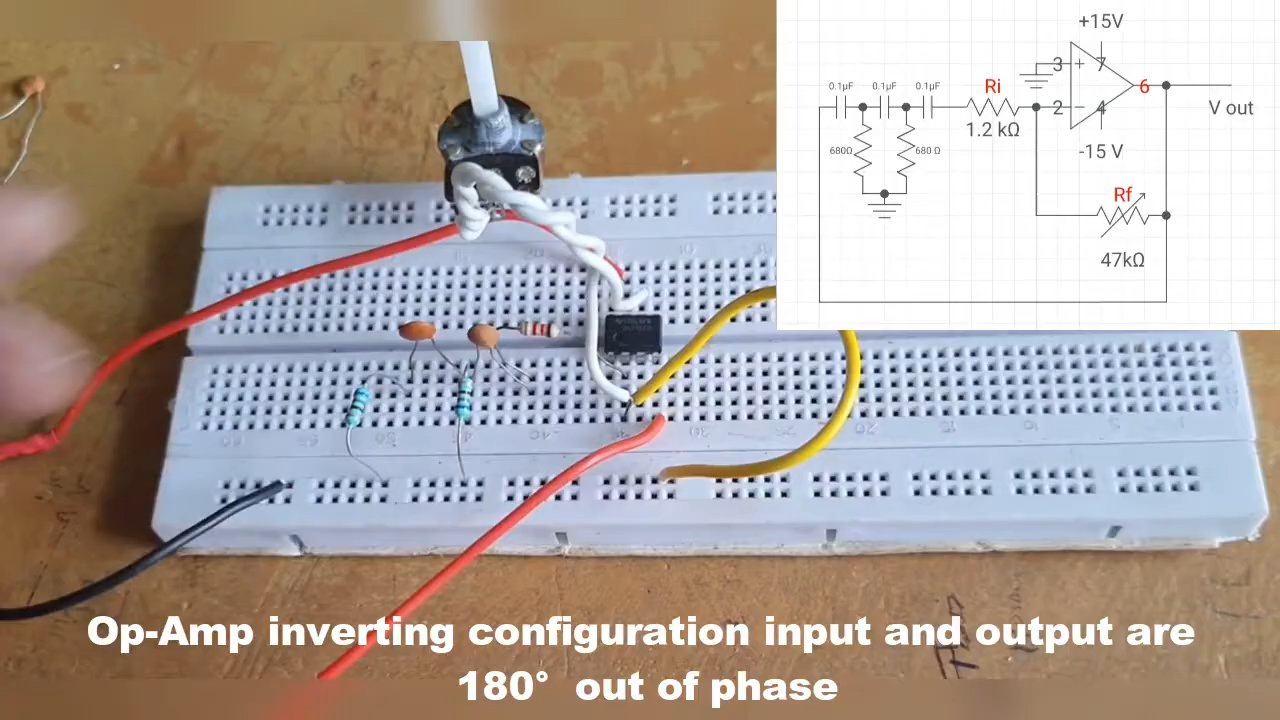 +15V
3
+
7
0.1µF
0.1µF
0.1µF
Ri
6
2
−
4
V out
1.2 kΩ
680Ω
680 Ω
-15 V
Rf
47kΩ
Op-Amp inverting configuration input and output are
180° out of phase